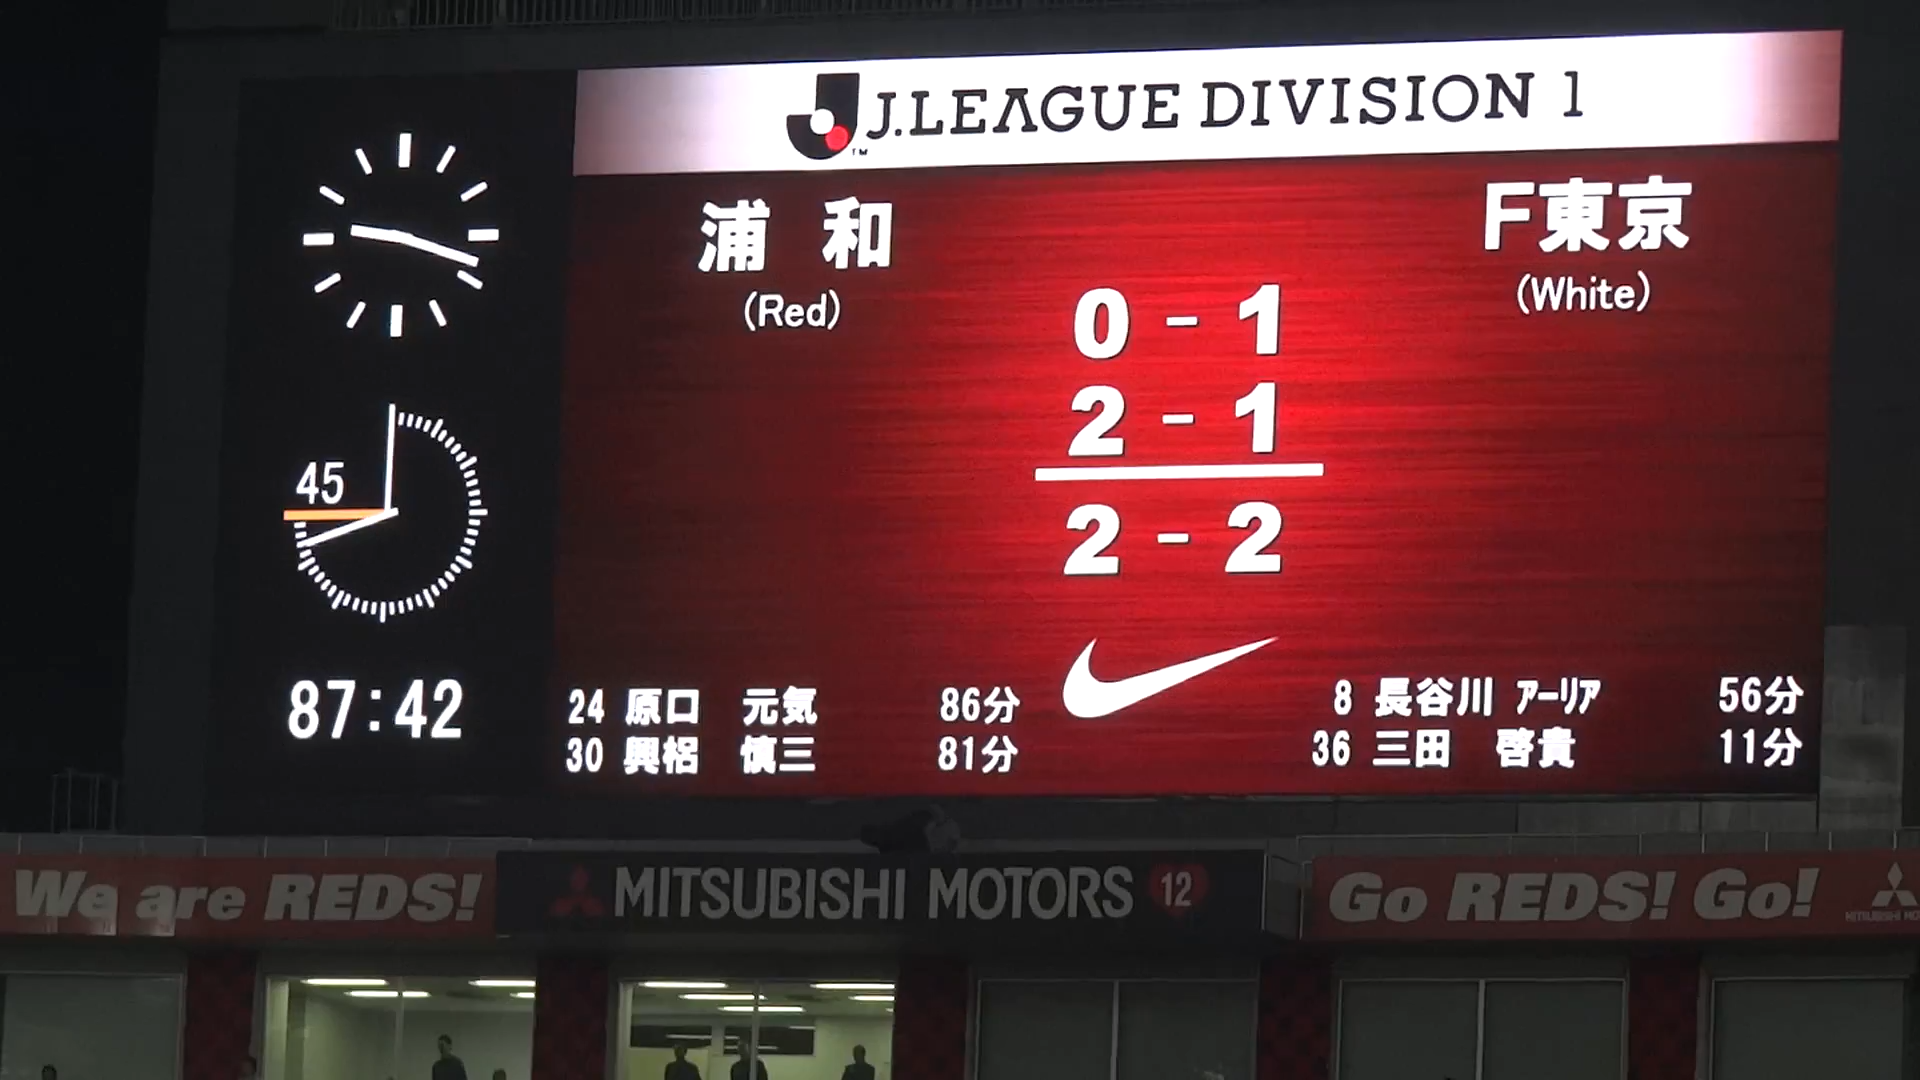 J.LEAGUE DIVISION 1
TM
浦 和
F東京
(Red)
(White)
0 - 1
2 - 1
2 - 2
45
87:42
24 原口 元気 86分
30 興梠 慎三 81分
8 長谷川 アーリア 56分
36 三田 啓貴 11分
We are REDS!
MITSUBISHI MOTORS 12
Go REDS! Go!